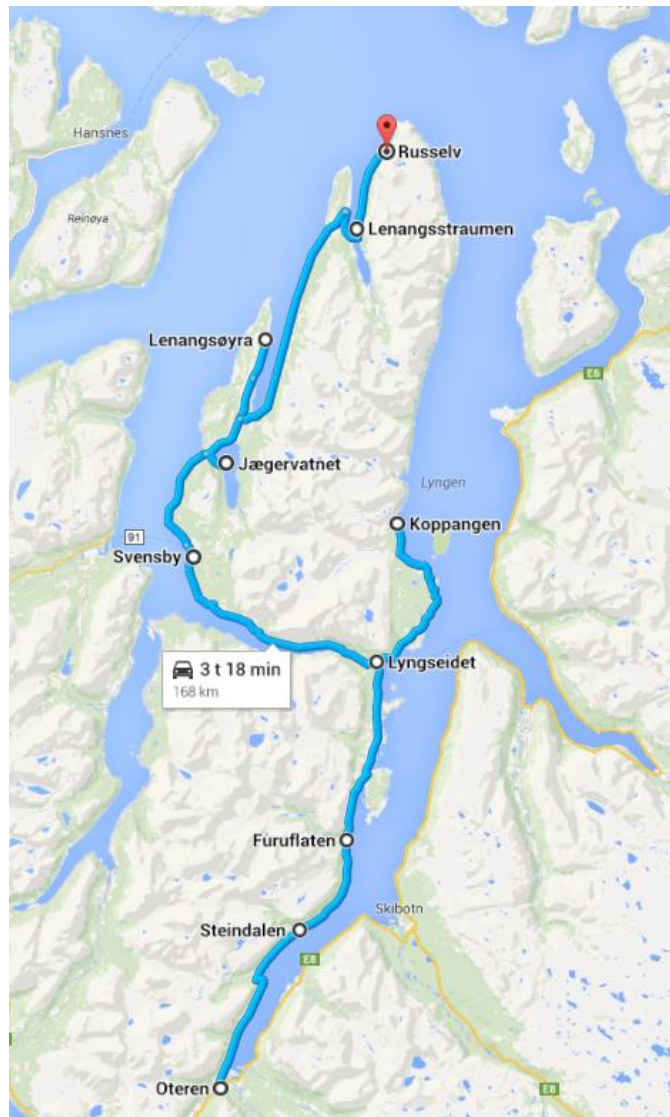 Hansnes
Russelv
Reinøya
Lenangsstraumen
Lenangsøyra
E6
Jægervatnet
Lyngen
Koppangen
91
Svensby
Lyngseidet
3 t 18 min
168 km
Furuflaten
Skibotn
Steindalen
E8
Oteren
E8